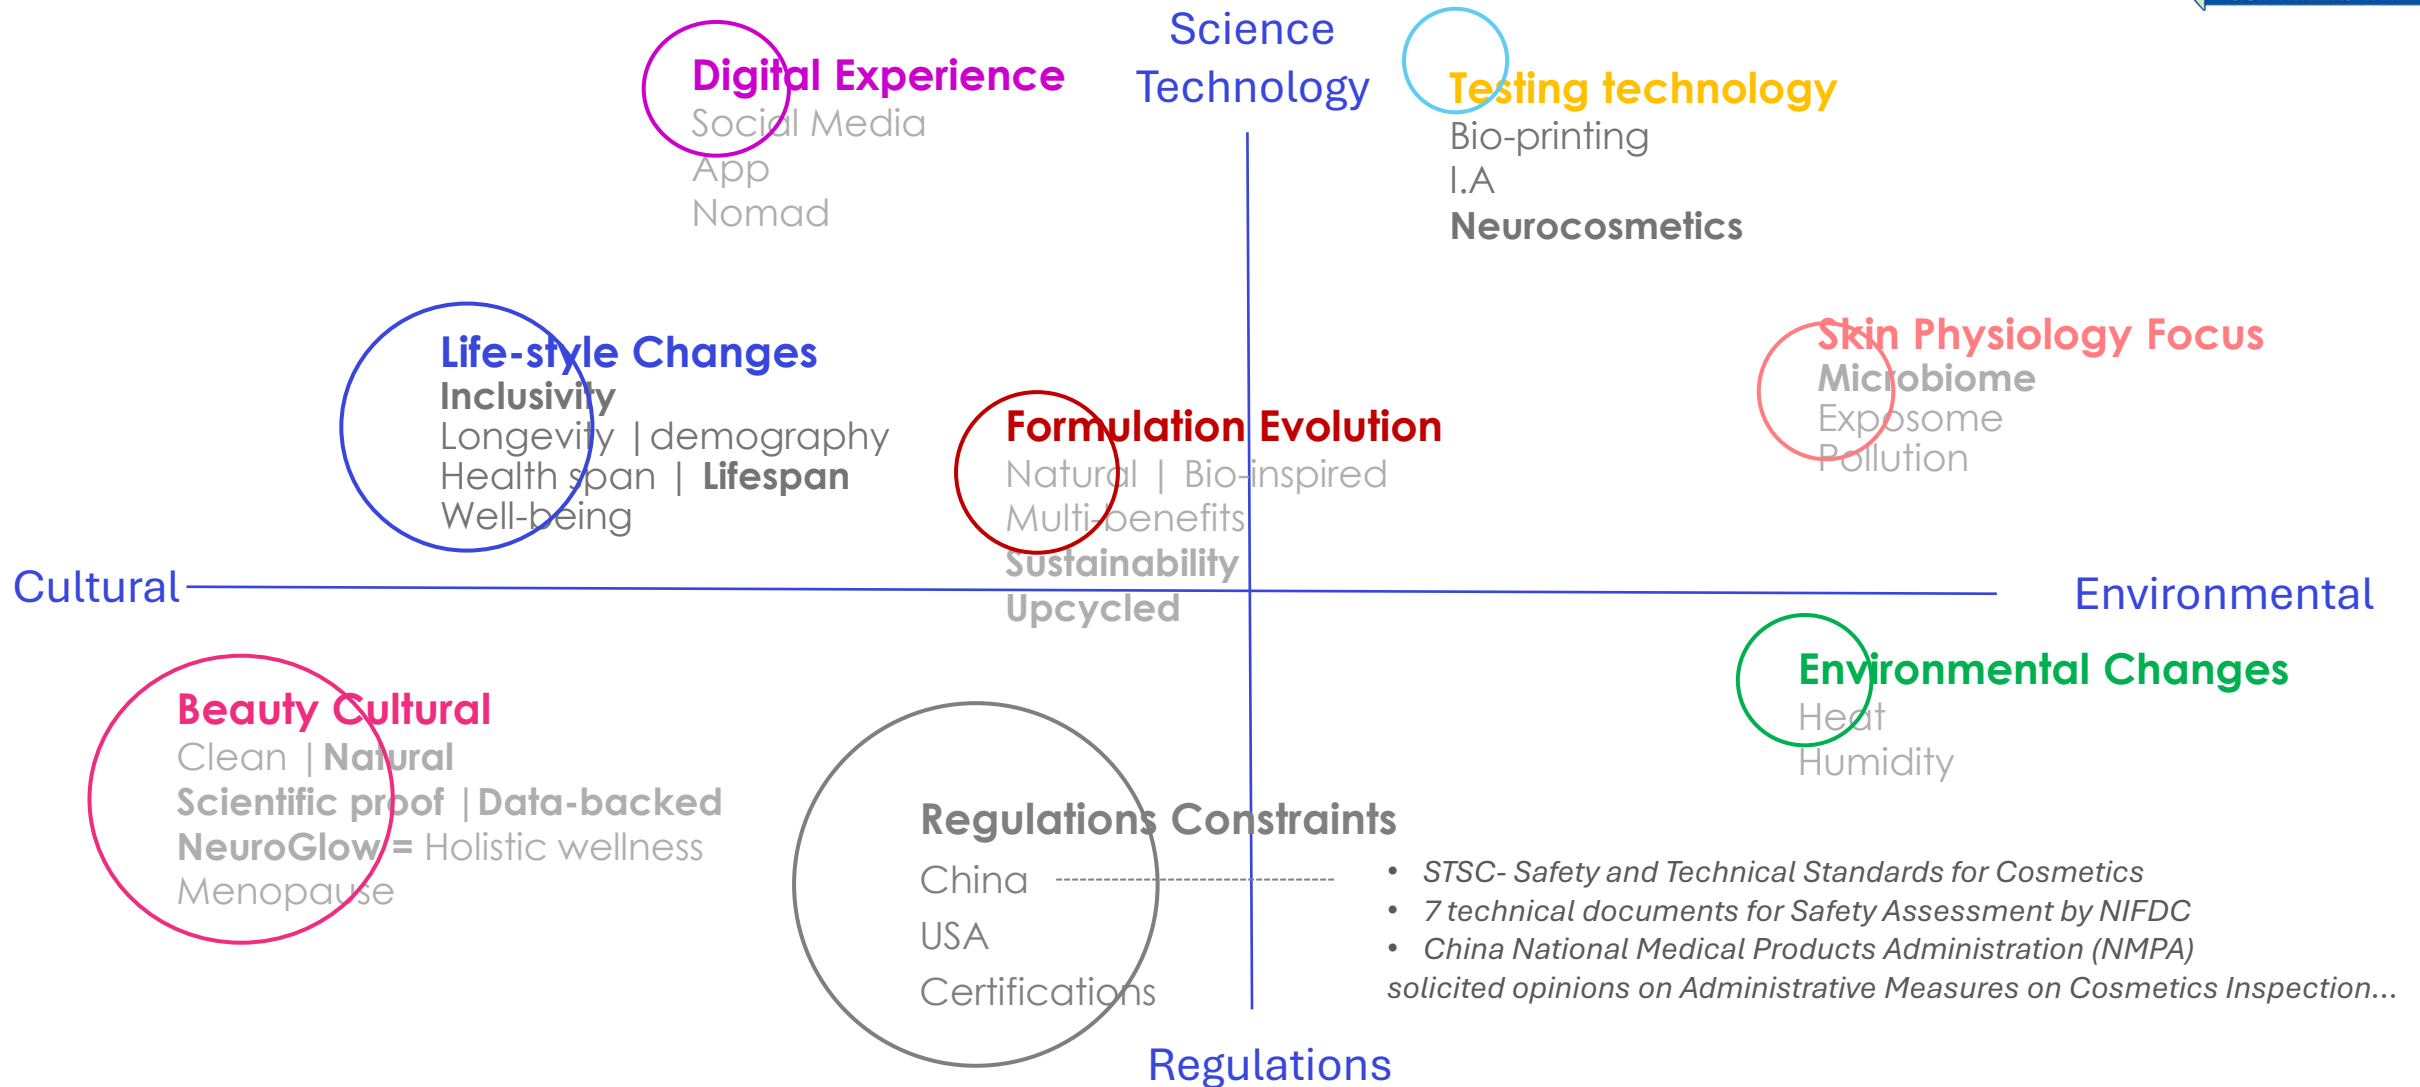 Science
Technology
Digital Experience
Social Media
App
Nomad
Testing technology
Bio-printing
I.A
Neurocosmetics
Life-style Changes
Inclusivity
Longevity |demography
Health span | Lifespan
Well-being
Formulation Evolution
Natural | Bio-inspired
Multi-benefits
Sustainability
Upcycled
Skin Physiology Focus
Microbiome
Exposome
Pollution
Cultural
Environmental
Beauty Cultural
Clean |Natural
Scientific proof |Data-backed
NeuroGlow = Holistic wellness
Menopause
Regulations Constraints
China
USA
Certifications
Environmental Changes
Heat
Humidity
• STSC- Safety and Technical Standards for Cosmetics
• 7 technical documents for Safety Assessment by NIFDC
• China National Medical Products Administration (NMPA)
solicited opinions on Administrative Measures on Cosmetics Inspection...
Regulations